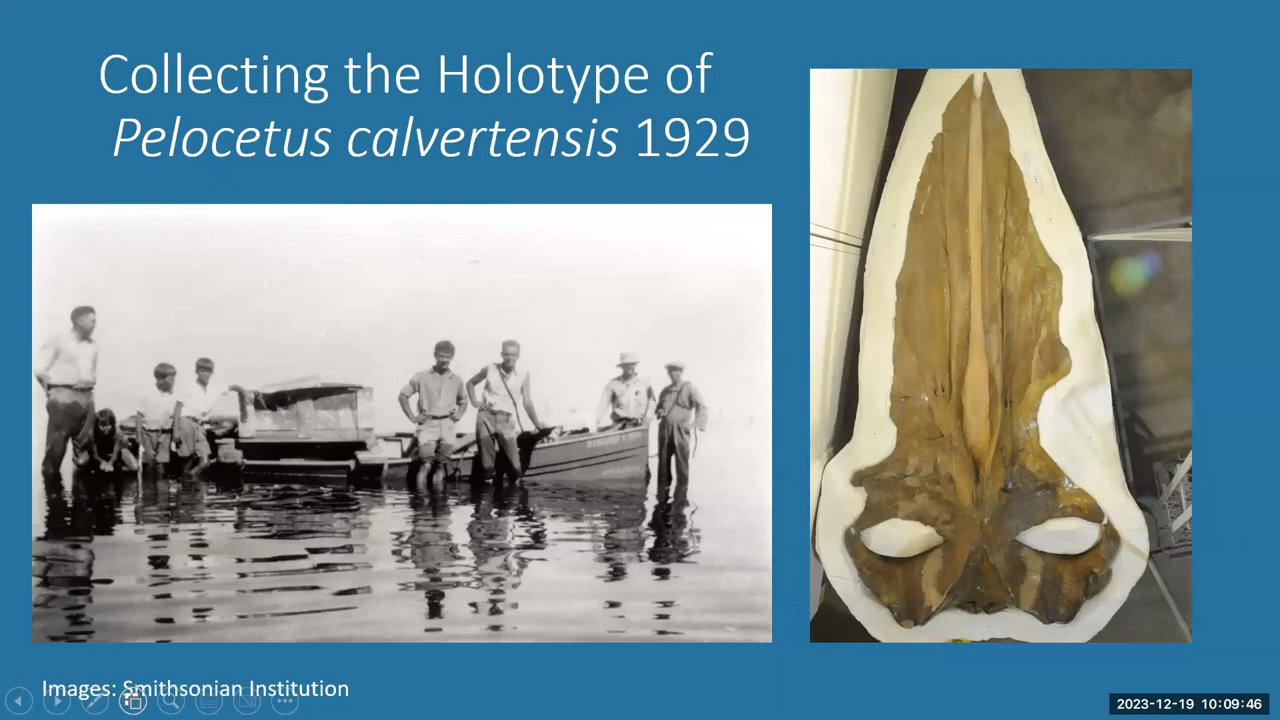 Collecting the Holotype of
Pelocetus calvertensis 1929
Images: Smithsonian Institution
2023-12-19 10:09:46